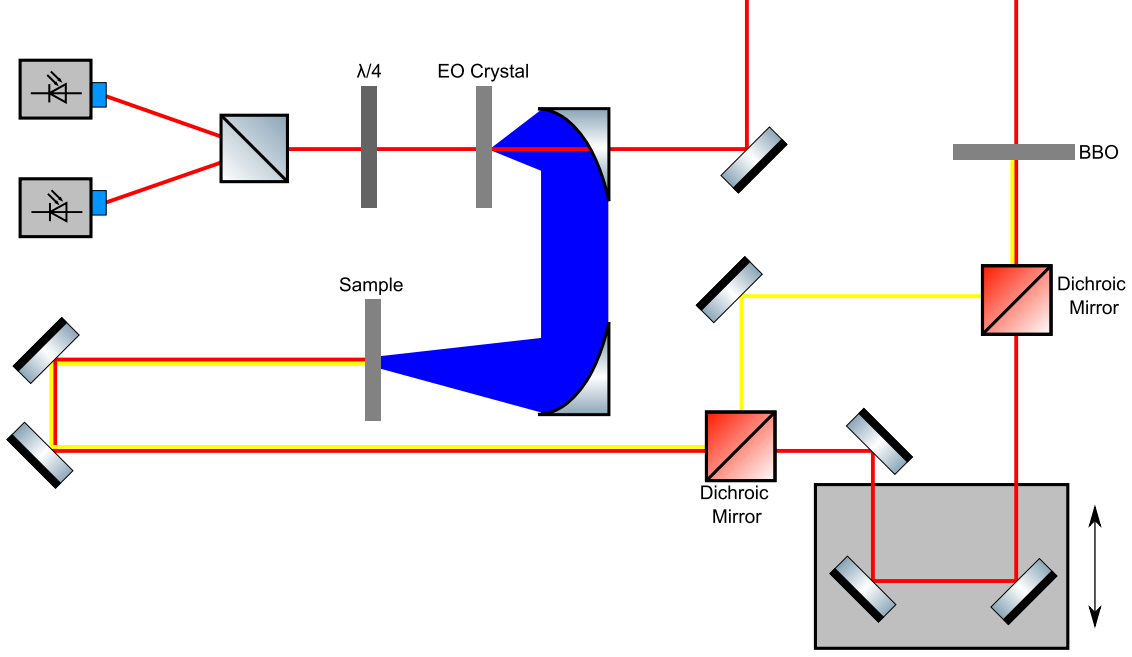 λ/4
EO Crystal
BBO
Sample
Dichroic
Mirror
Dichroic
Mirror